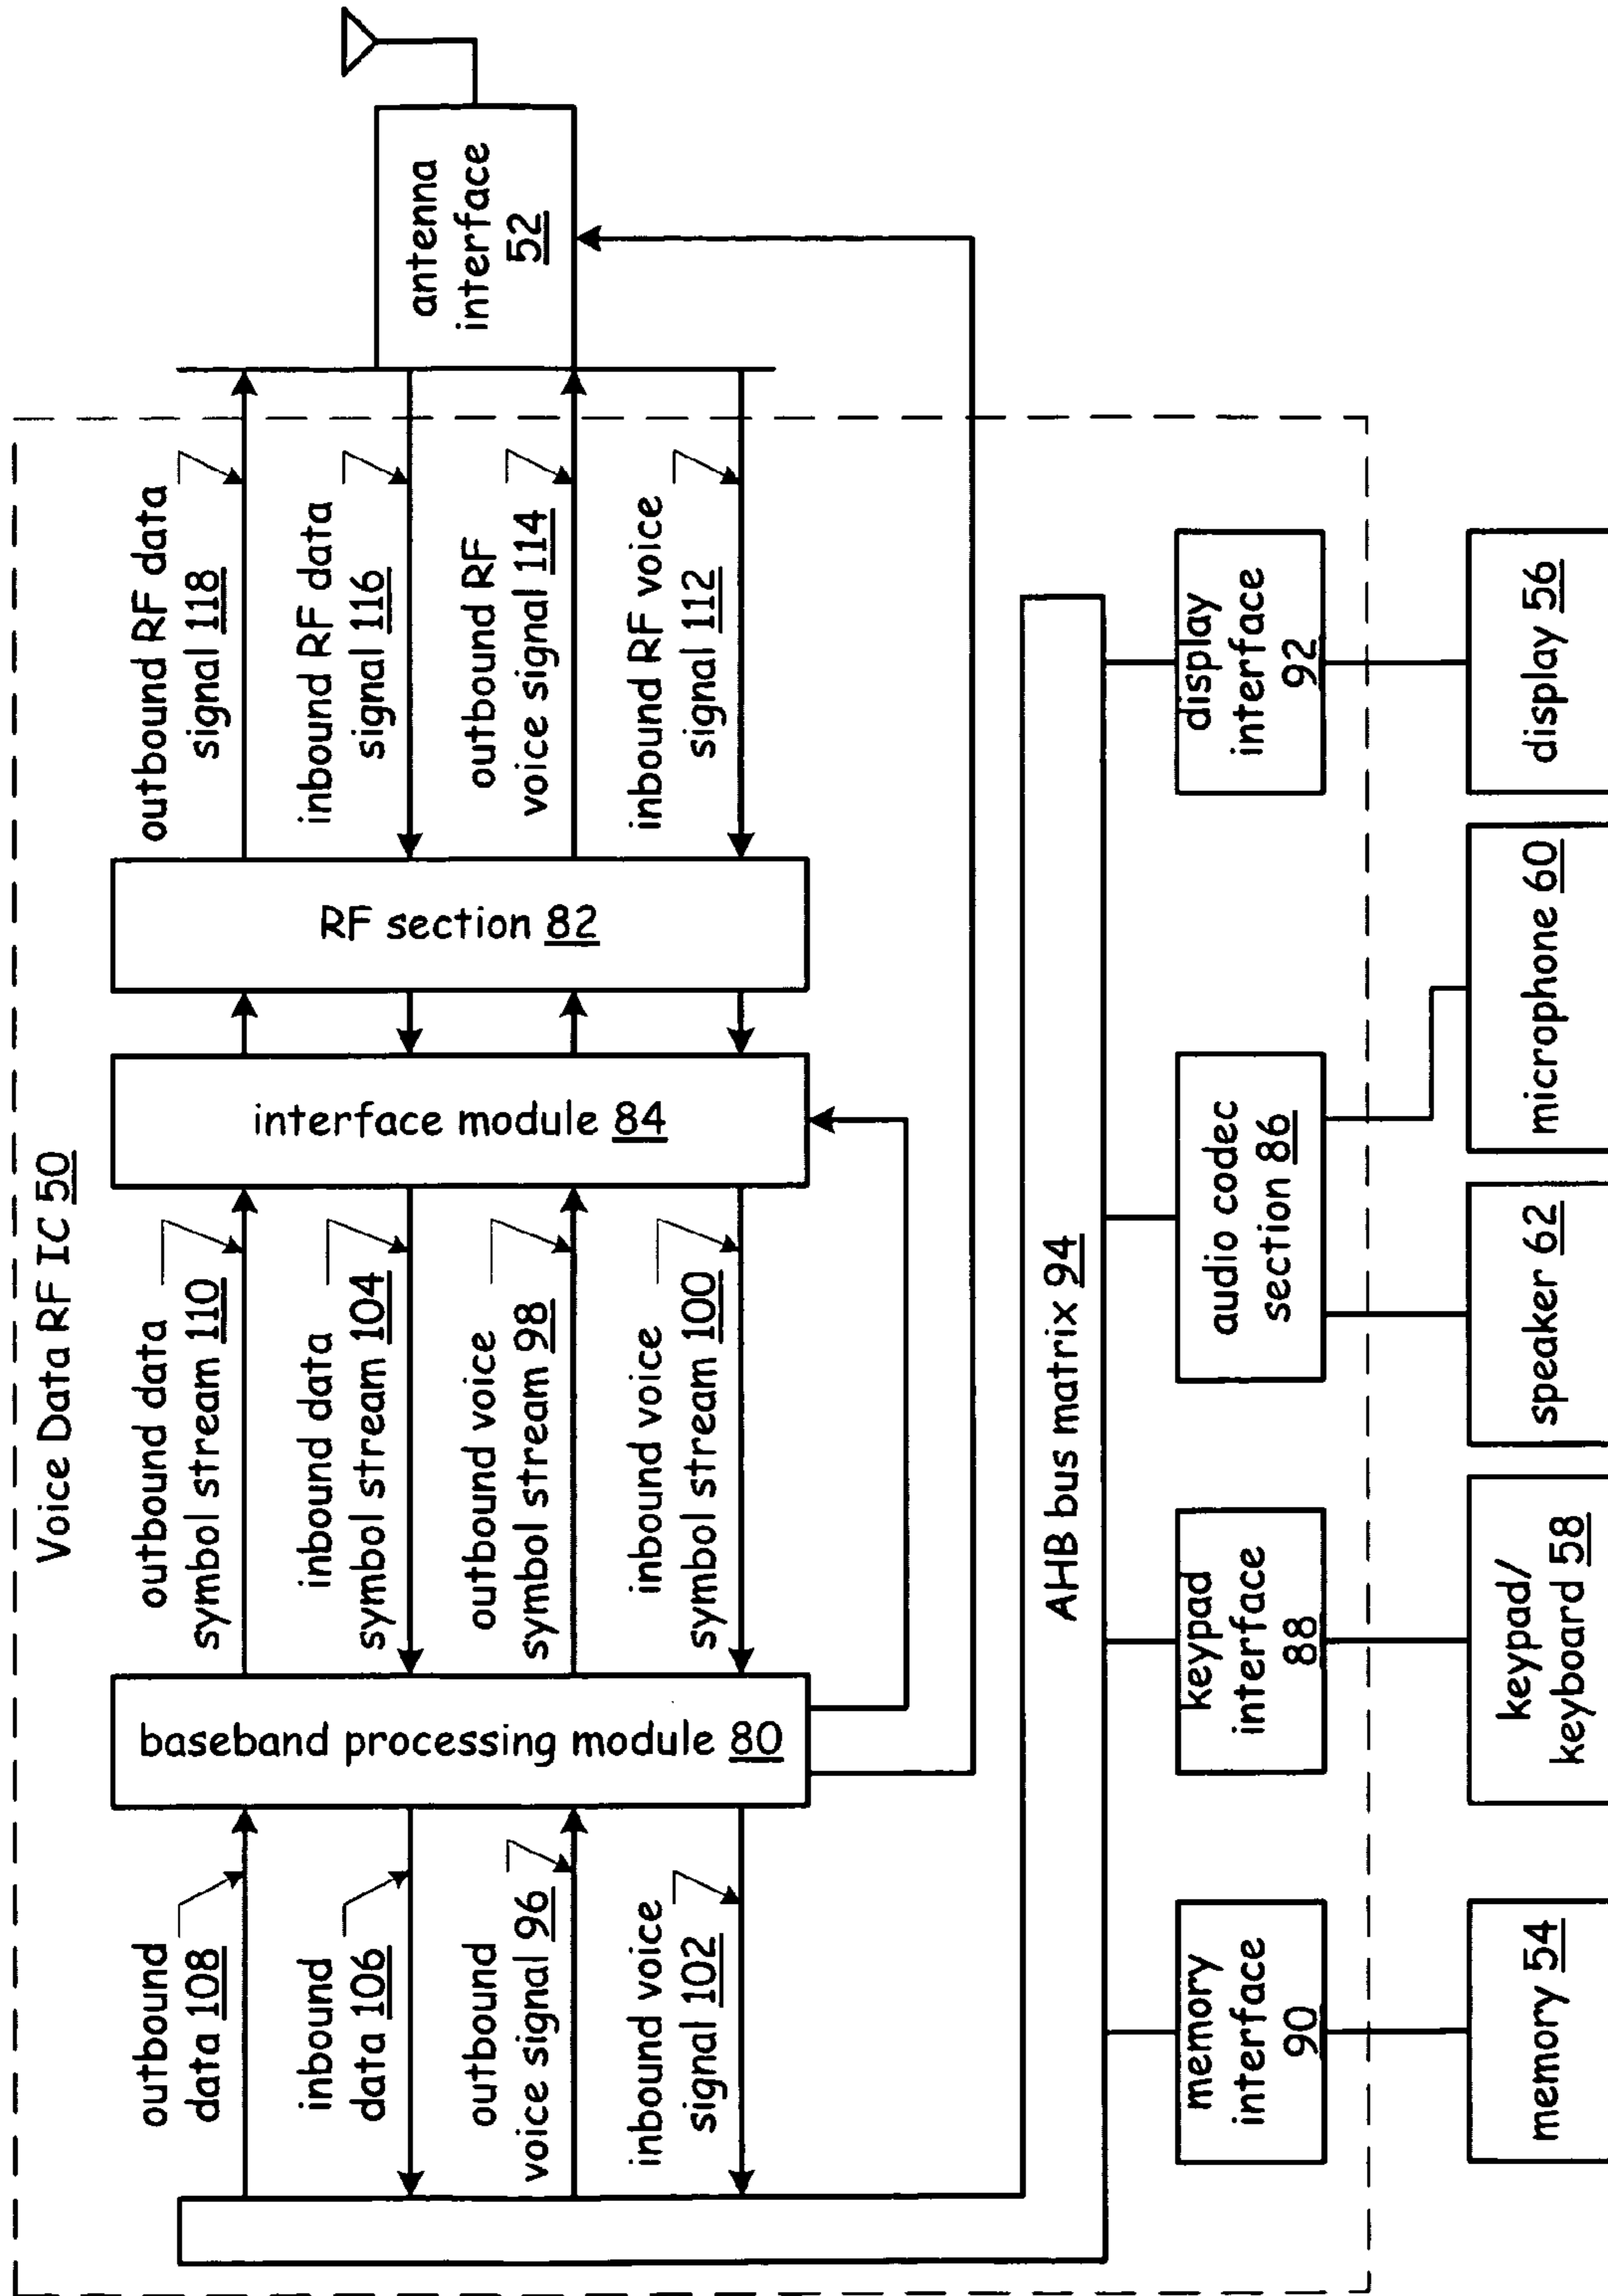 Voice Data RF IC 50
outbound
data 108
inbound
data 106
outbound
voice signal 96
inbound voice
signal 102
baseband processing module 80
outbound data
symbol stream 110
inbound data
symbol stream 104
outbound voice
symbol stream 98
inbound voice
symbol stream 100
interface module 84
RF section 82
outbound RF data
signal 118
inbound RF data
signal 116
outbound RF
voice signal 114
inbound RF voice
signal 112
antenna
interface
52
AHB bus matrix 94
memory
interface
90
keypad
interface
88
audio codec
section 86
display
interface
92
memory 54
keypad/
keyboard 58
speaker 62
microphone 60
display 56